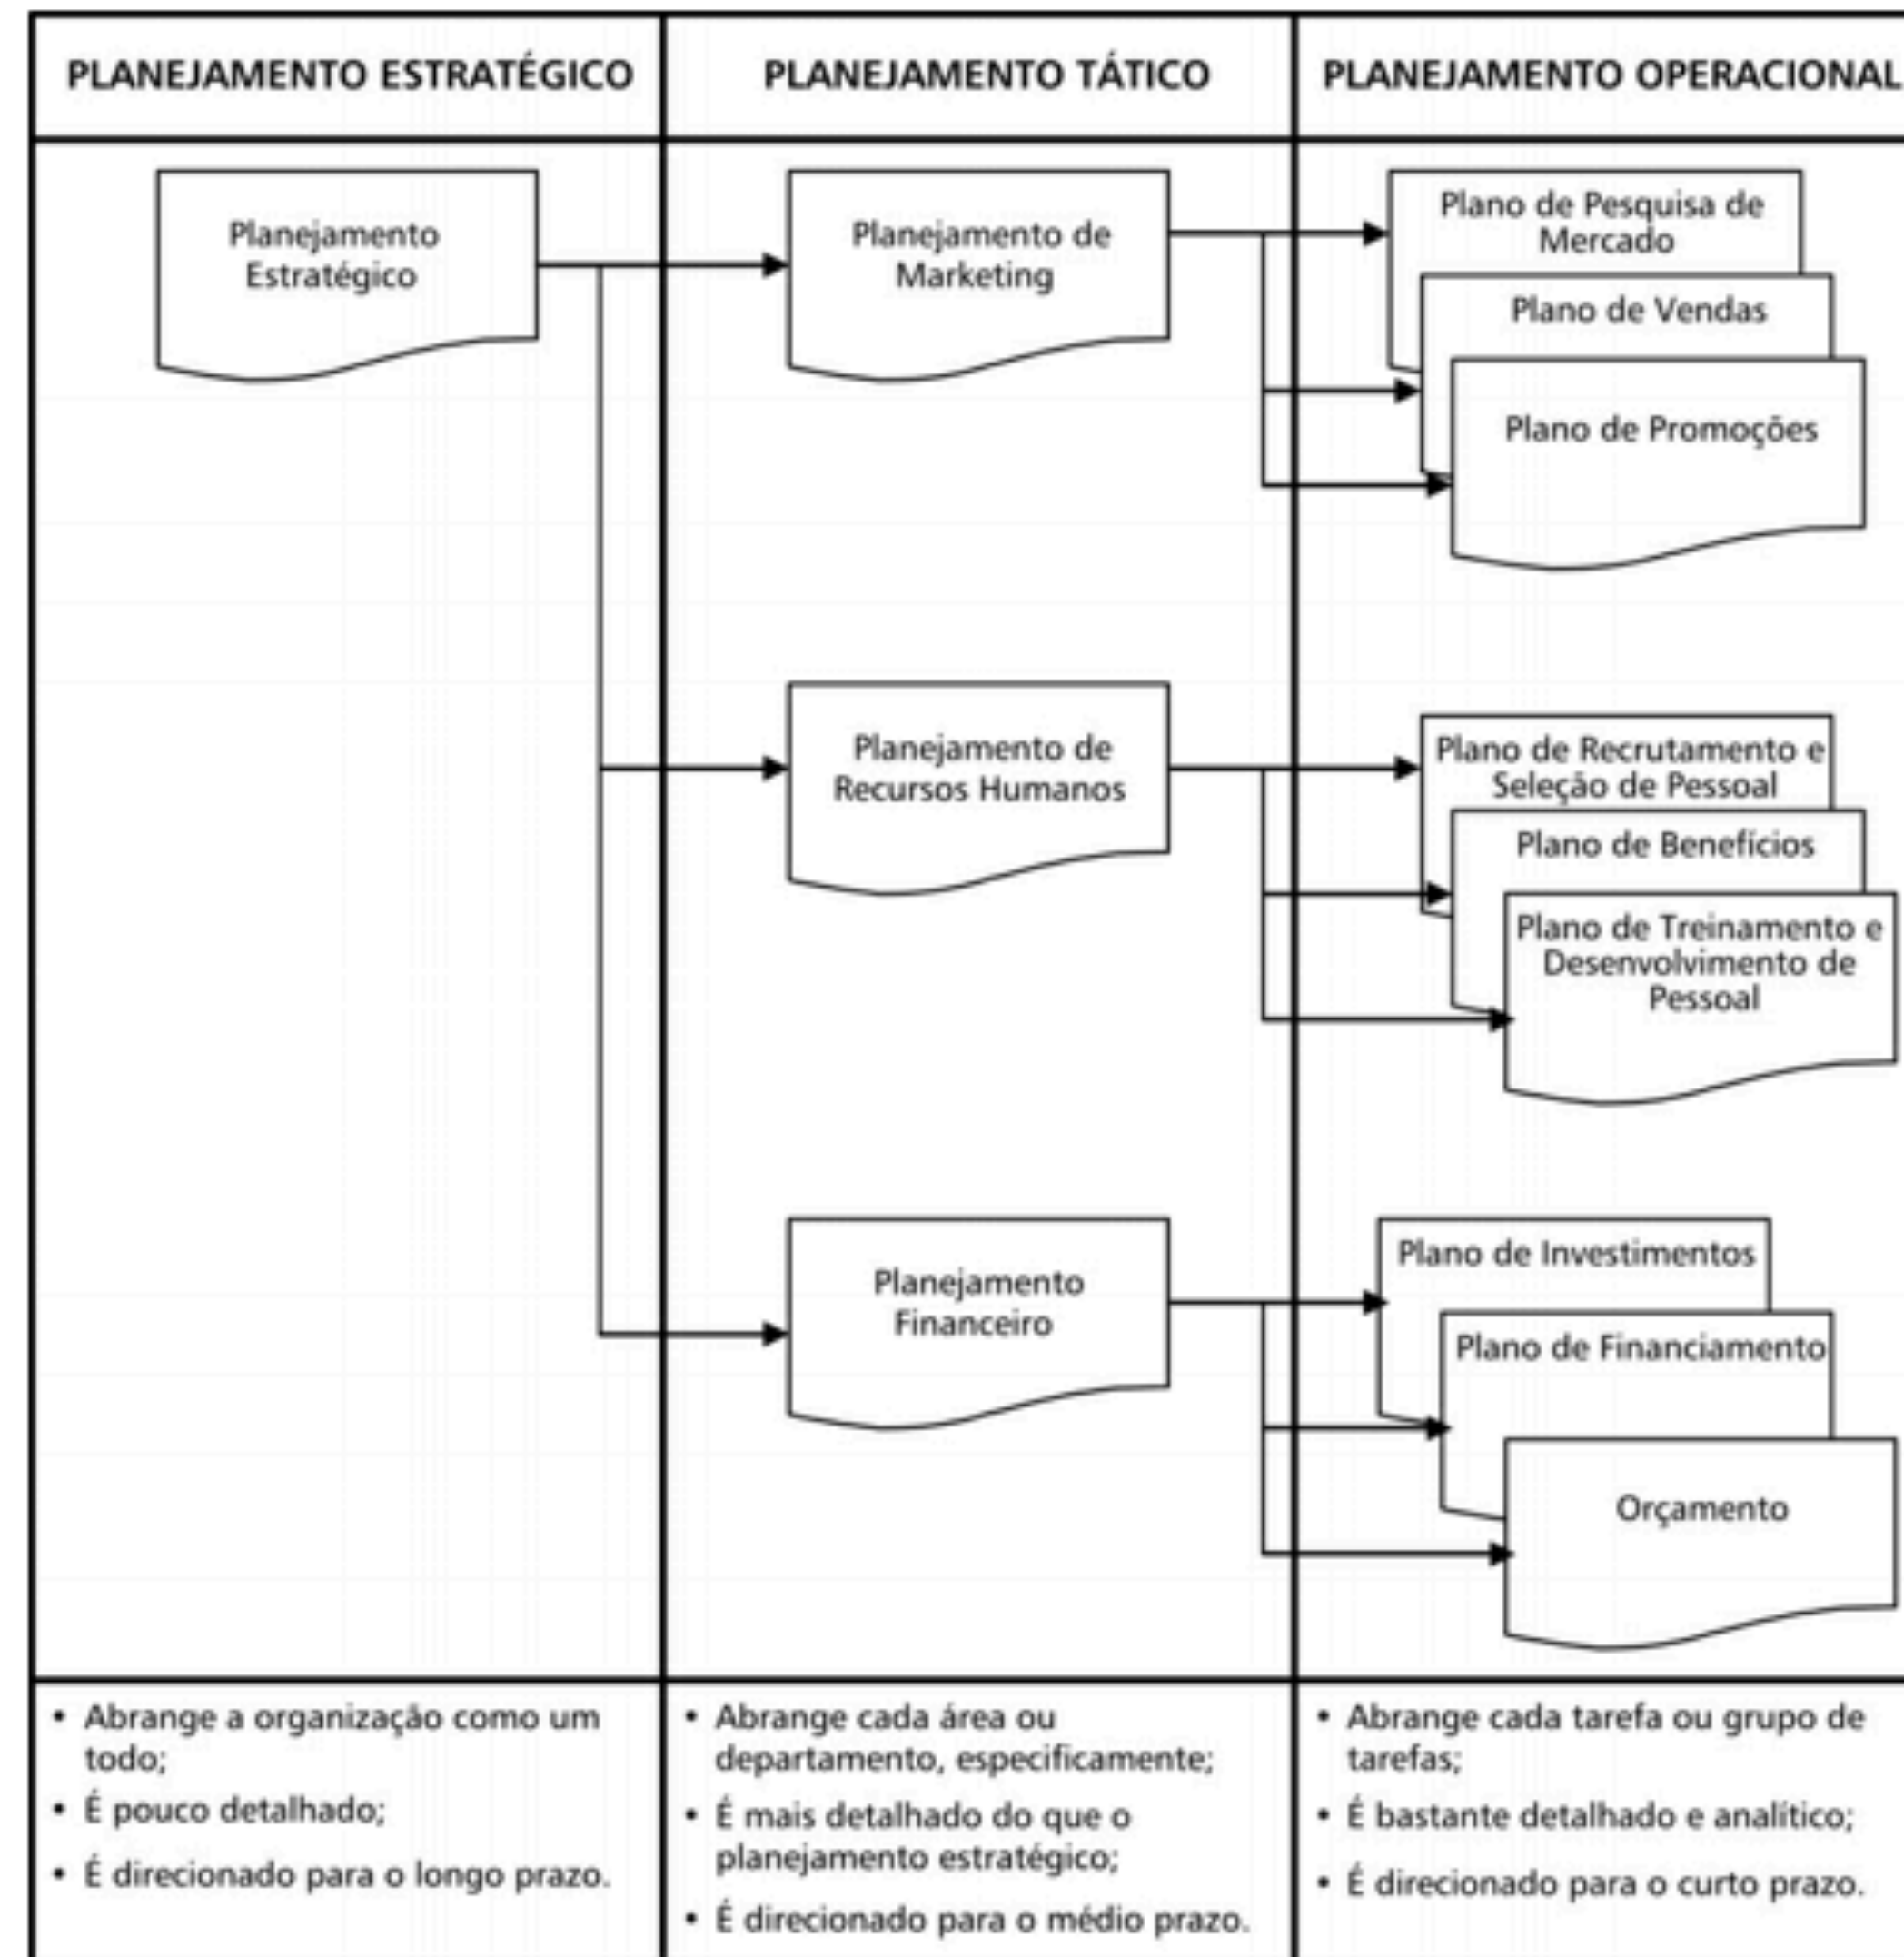 PLANEJAMENTO ESTRATÉGICO
PLANEJAMENTO TÁTICO
PLANEJAMENTO OPERACIONAL
Planejamento
Estratégico
Planejamento de
Marketing
Plano de Pesquisa de
Mercado
Plano de Vendas
Plano de Promoções
Planejamento de
Recursos Humanos
Plano de Recrutamento e
Seleção de Pessoal
Plano de Benefícios
Plano de Treinamento e
Desenvolvimento de
Pessoal
Planejamento
Financeiro
Plano de Investimentos
Plano de Financiamento
Orçamento
• Abrange a organização como um
todo;
• É pouco detalhado;
• É direcionado para o longo prazo.
• Abrange cada área ou
departamento, especificamente;
• É mais detalhado do que o
planejamento estratégico;
• É direcionado para o médio prazo.
• Abrange cada tarefa ou grupo de
tarefas;
• É bastante detalhado e analítico;
• É direcionado para o curto prazo.